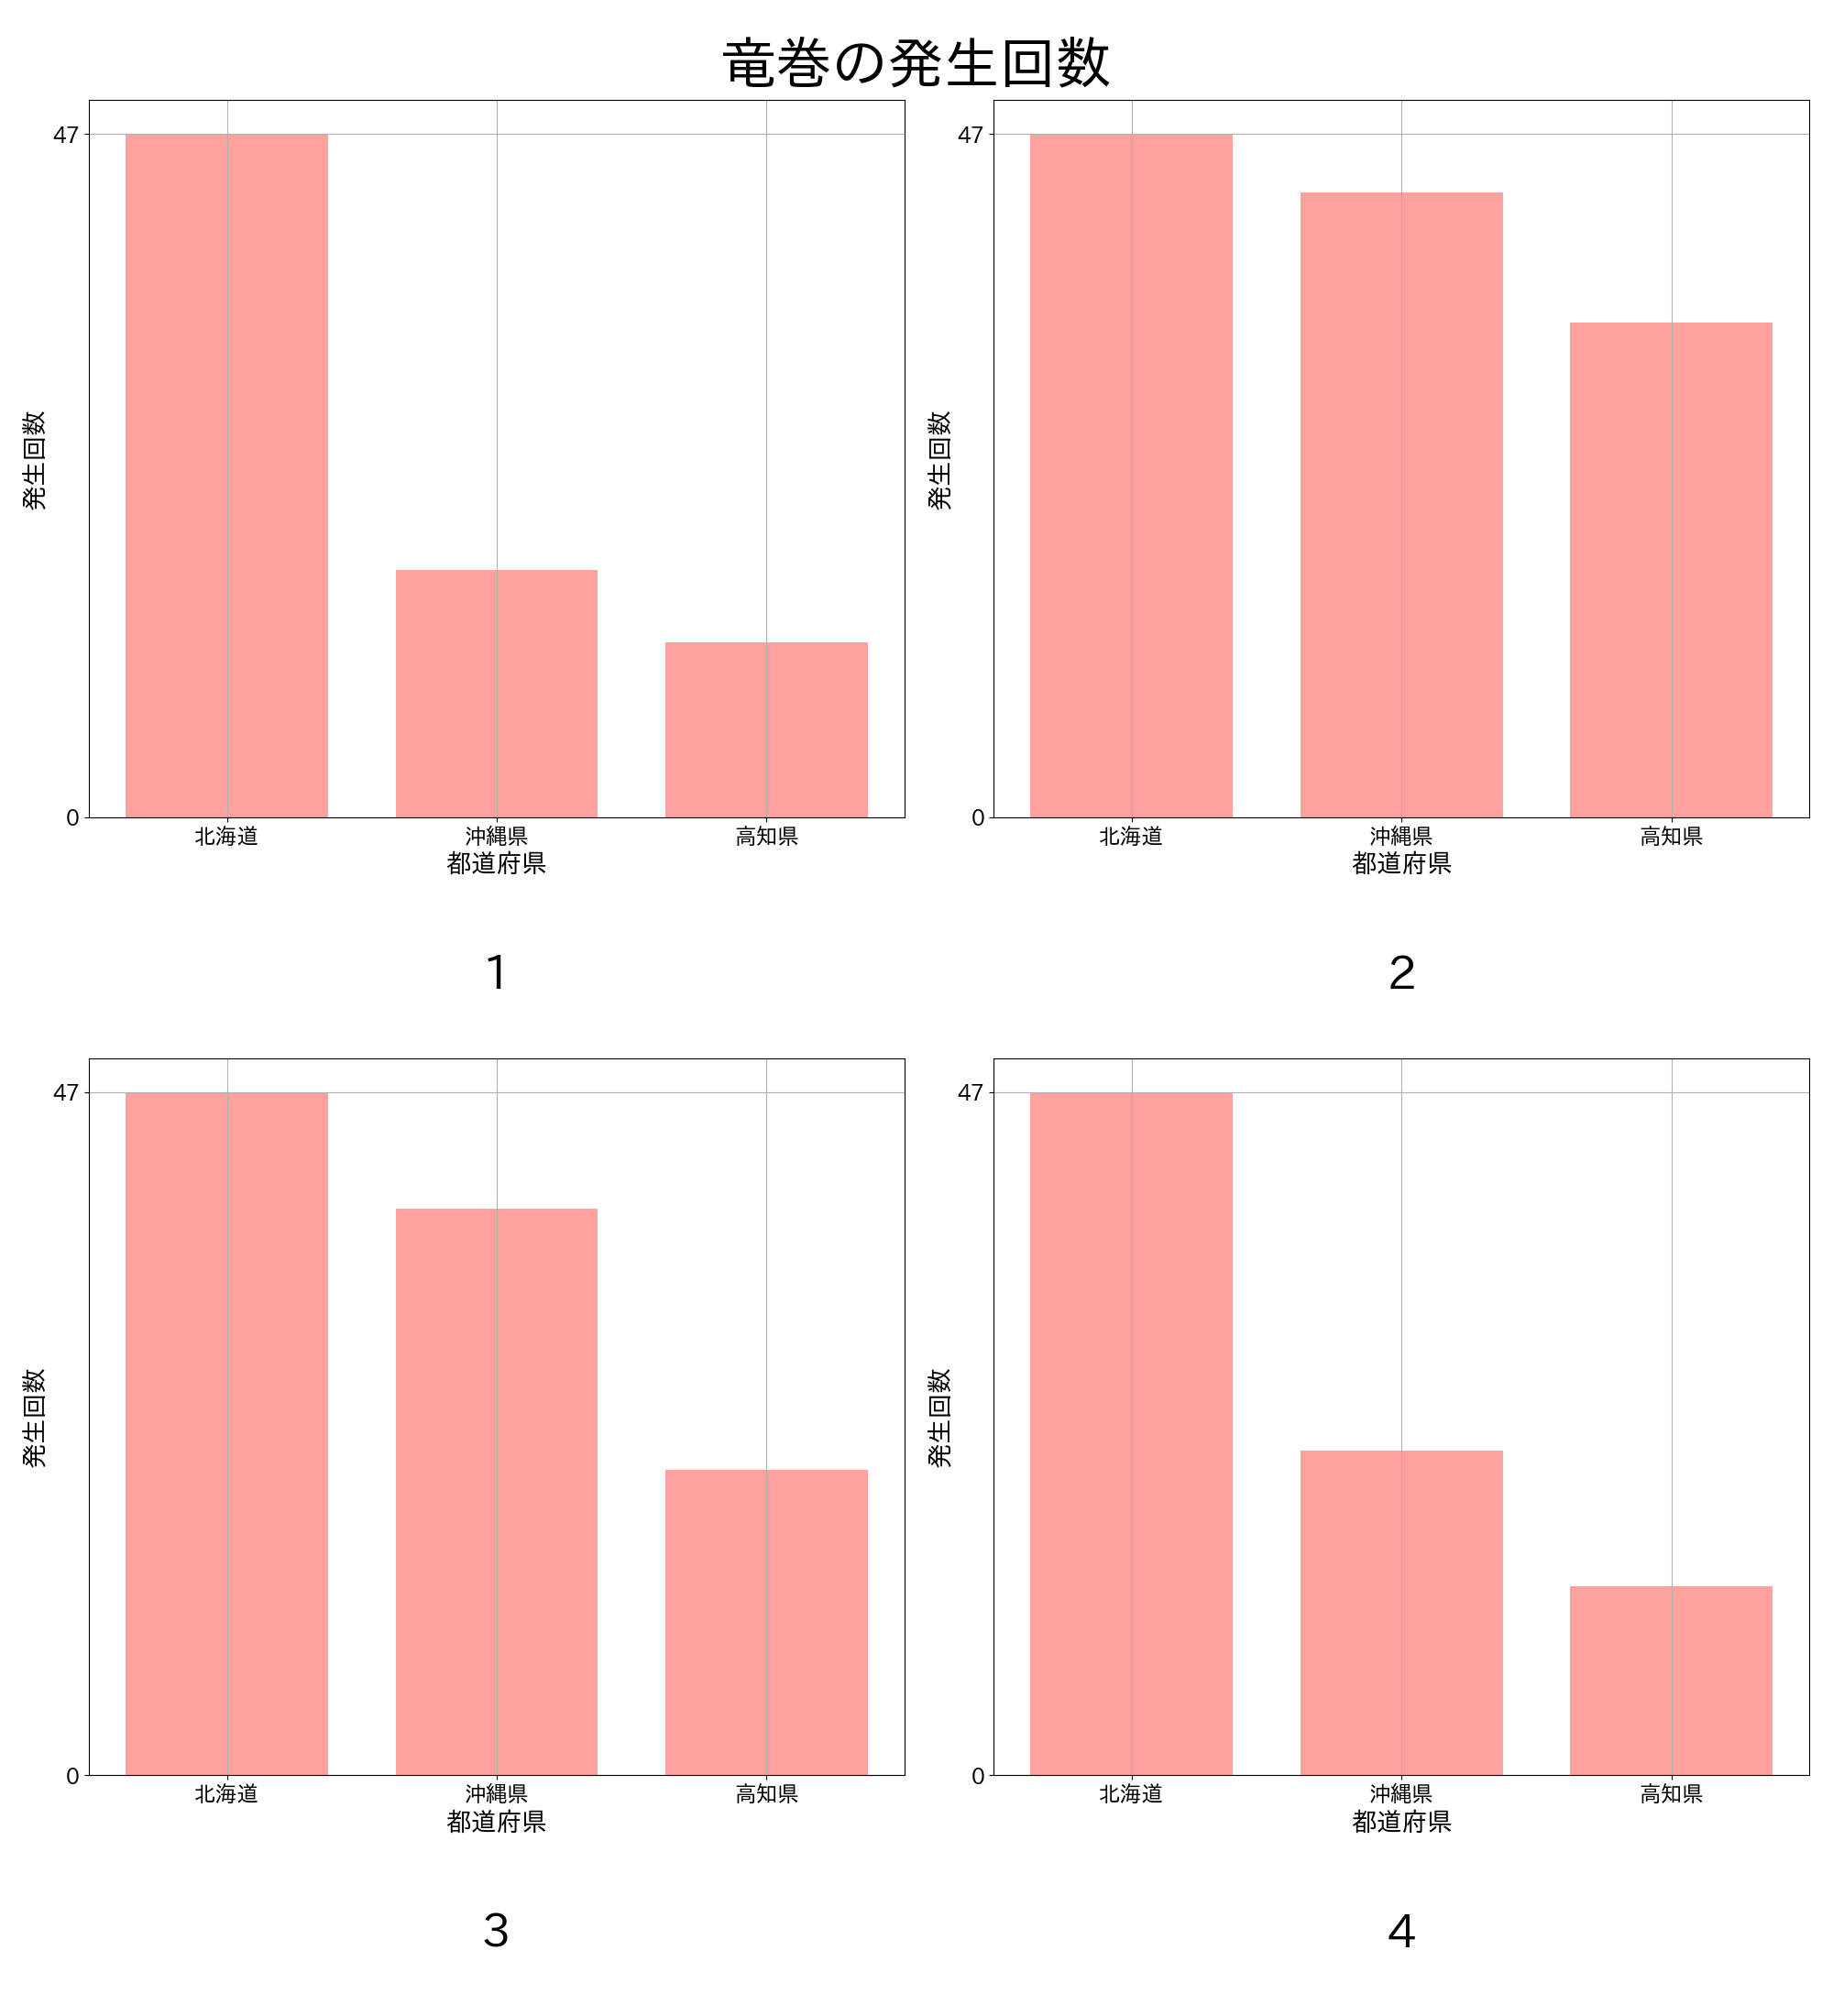 竜巻の発生回数
47
発生回数
0
北海道 沖縄県 高知県
都道府県
1
47
発生回数
0
北海道 沖縄県 高知県
都道府県
2
47
発生回数
0
北海道 沖縄県 高知県
都道府県
3
47
発生回数
0
北海道 沖縄県 高知県
都道府県
4